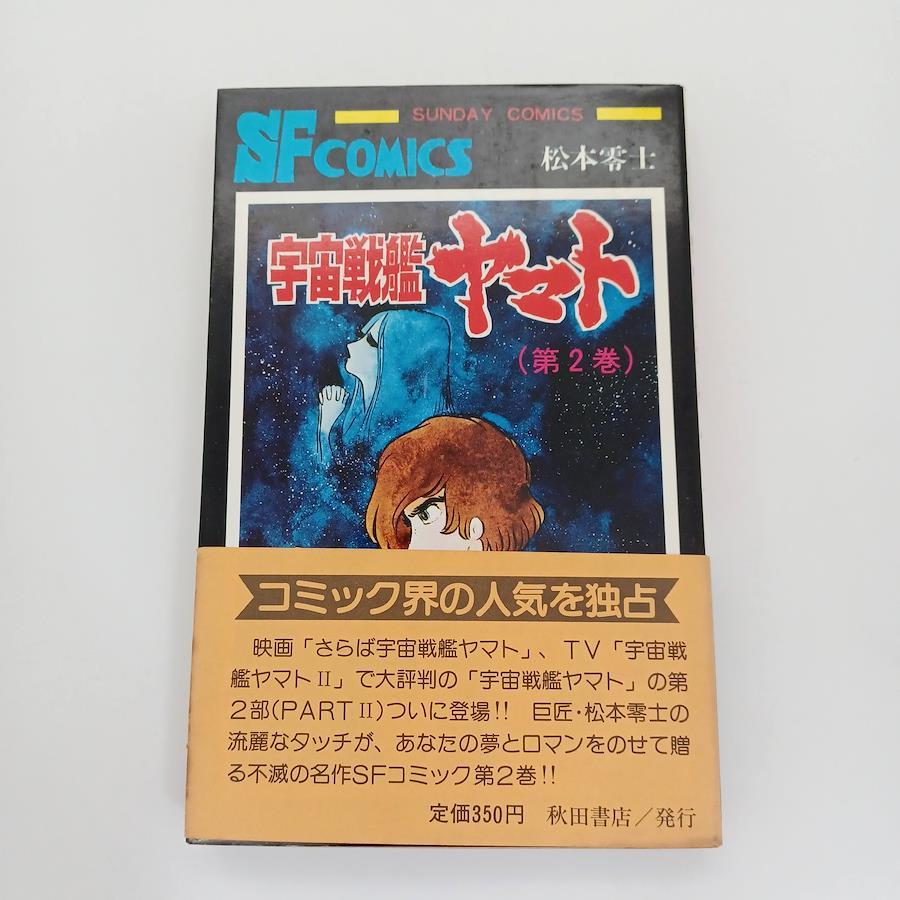 SUNDAY COMICS
SF COMICS
松本零士
宇宙戦艦ヤマト
(第2巻)
コミック界の人気を独占
映画「さらば宇宙戦艦ヤマト」、TV「宇宙戦
艦ヤマトⅡ」で大評判の「宇宙戦艦ヤマト」の第
2部(PARTⅡ)ついに登場!! 巨匠・松本零士の
流麗なタッチが、あなたの夢とロマンをのせて贈
る不滅の名作SFコミック第2巻!!
定価350円 秋田書店/発行